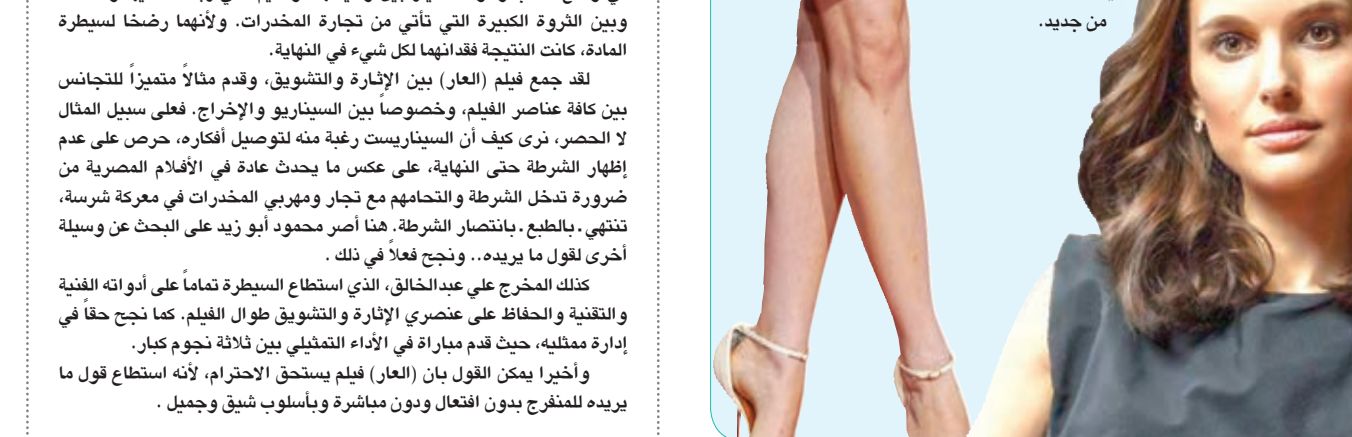 من جديد.
وبين الثروة الكبيرة التي تأتي من تجارة المخدرات. ولأنهما رضخا لسيطرة
المادة، كانت النتيجة فقدانهما لكل شيء في النهاية.
لقد جمع فيلم (العار) بين الإثارة والتشويق، وقدم مثالاً متميزاً للتجانس
بين كافة عناصر الفيلم، وخصوصاً بين السيناريو والإخراج. فعلى سبيل المثال
لا الحصر، نرى كيف أن السيناريست رغبة منه لتوصيل أفكاره، حرص على عدم
إظهار الشرطة حتى النهاية، على عكس ما يحدث عادة في الأفلام المصرية من
ضرورة تدخل الشرطة والتحامهم مع تجار ومهربي المخدرات في معركة شرسة،
تنتهي . بالطبع . بانتصار الشرطة. هنا أصر محمود أبو زيد على البحث عن وسيلة
أخرى لقول ما يريده.. ونجح فعلاً في ذلك .
كذلك المخرج علي عبدالخالق، الذي استطاع السيطرة تماماً على أدواته الفنية
والتقنية والحفاظ على عنصري الإثارة والتشويق طوال الفيلم. كما نجح حقاً في
إدارة ممثليه، حيث قدم مباراة في الأداء التمثيلي بين ثلاثة نجوم كبار.
وأخيرا يمكن القول بان (العار) فيلم يستحق الاحترام، لأنه استطاع قول ما
يريده للمتفرج بدون افتعال ودون مباشرة وبأسلوب شيق وجميل .